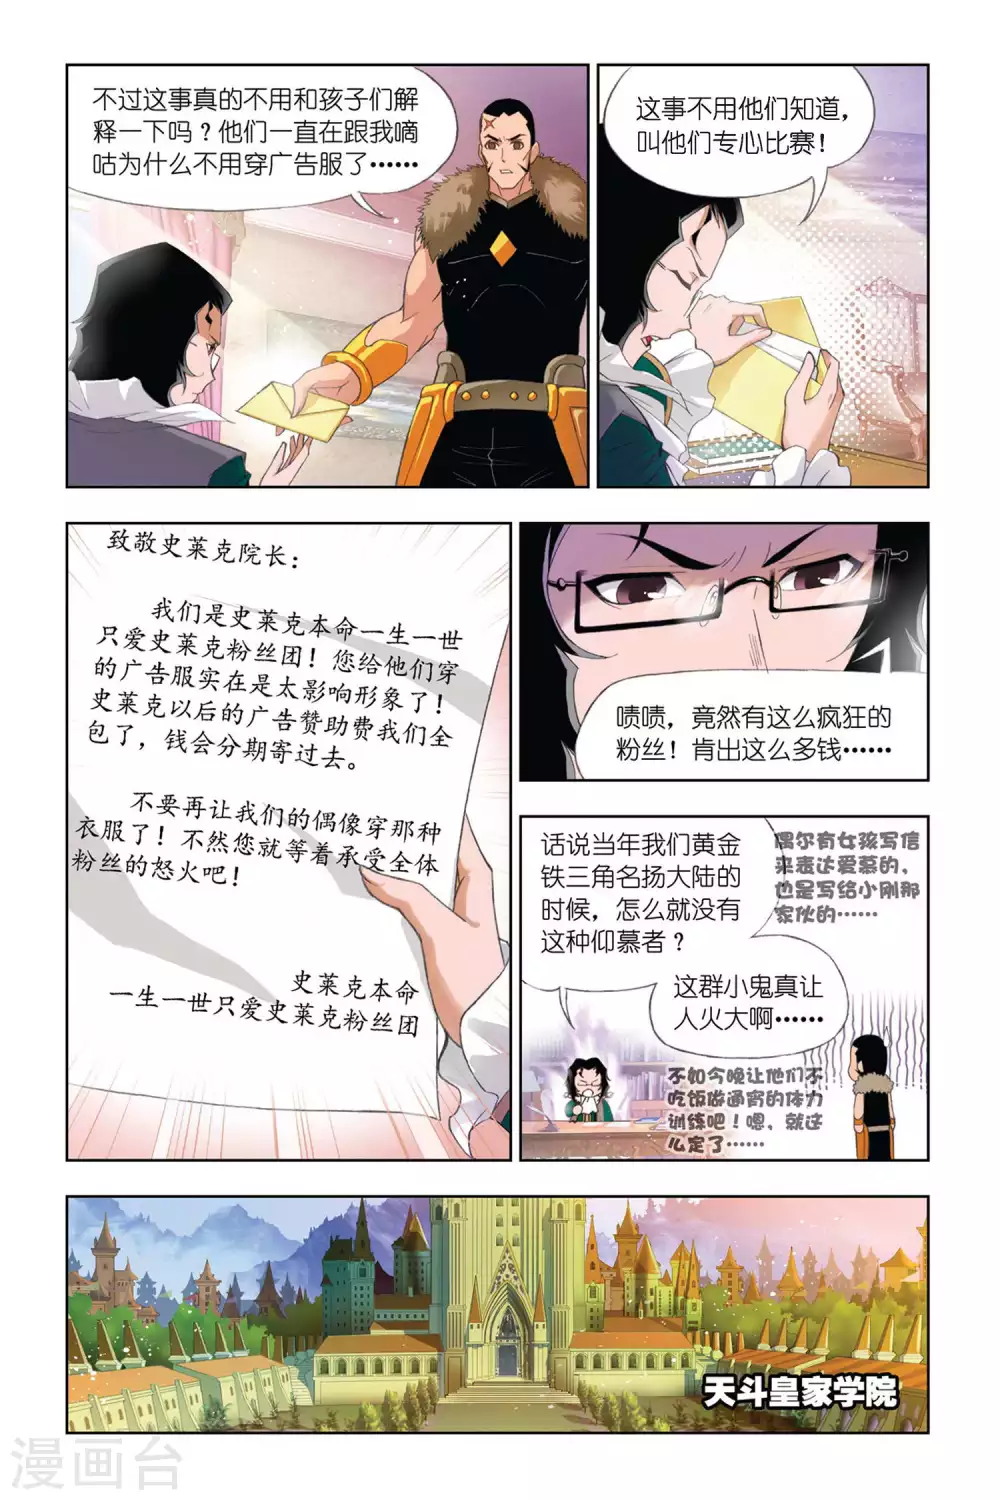 不过这事真的不用和孩子们解
释一下吗？他们一直在跟我嘀
咕为什么不用穿广告服了……
这事不用他们知道，
叫他们专心比赛！
致敬史莱克院长：
我们是史莱克本命一生一世
只爱史莱克粉丝团！您给他们穿
的广告服实在是太影响形象了！
史莱克以后的广告赞助费我们全
包了，钱会分期寄过去。
不要再让我们的偶像穿那种
衣服了！不然您就等着承受全体
粉丝的怒火吧！
史莱克本命
一生一世只爱史莱克粉丝团
啧啧，竟然有这么疯狂的
粉丝！肯出这么多钱……
话说当年我们黄金
铁三角名扬大陆的
时候，怎么就没有
这种仰慕者？
偶尔有女孩写信
来表达爱慕的，
也是写给小刚那
家伙的……
这群小鬼真让
人火大啊……
不如今晚让他们不
吃饭做通宵的体力
训练吧！嗯，就这
么定了……
天斗皇家学院
漫画台